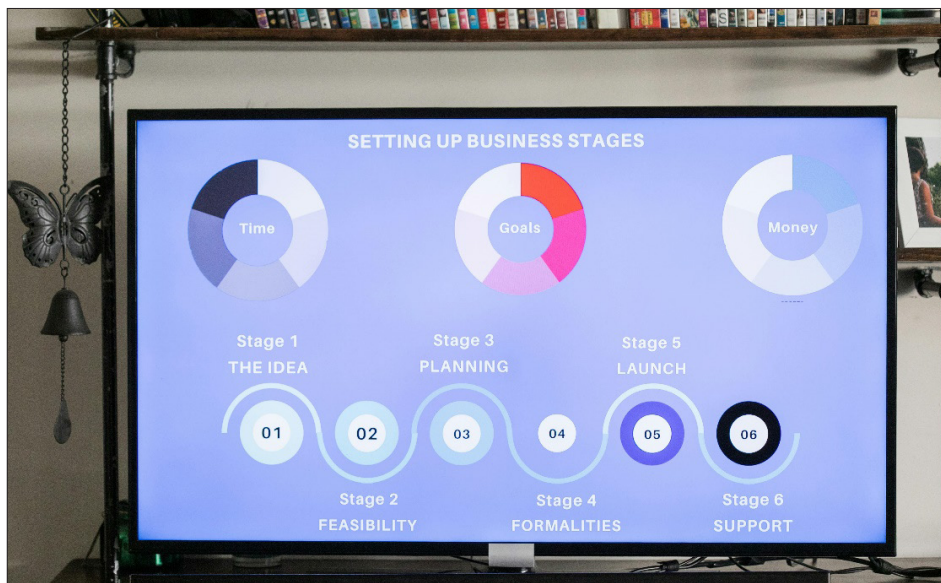 SETTING UP BUSINESS STAGES
Time
Goals
Money
Stage 1
THE IDEA
Stage 3
PLANNING
Stage 5
LAUNCH
01
02
03
04
05
06
Stage 2
FEASIBILITY
Stage 4
FORMALITIES
Stage 6
SUPPORT